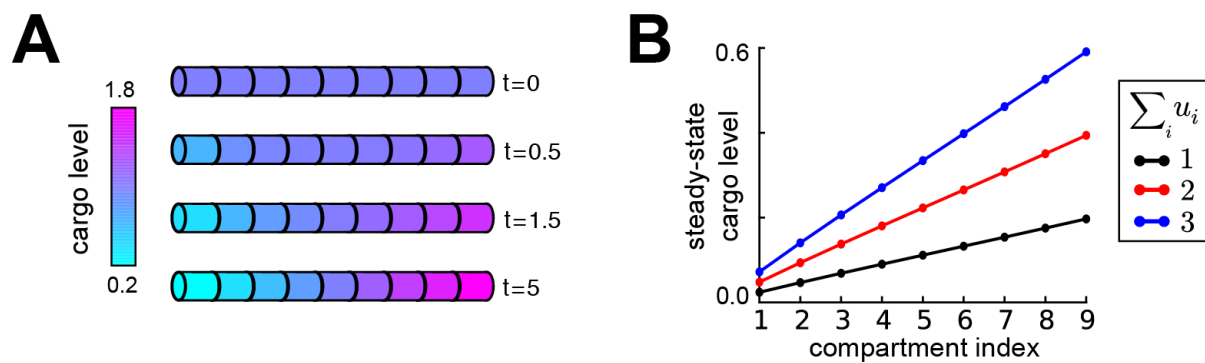 A
1.8
cargo level
0.2
t=0
t=0.5
t=1.5
t=5
B
steady-state
cargo level
0.6
0.0
1 2 3 4 5 6 7 8 9
compartment index
∑ᵢ uᵢ
1
2
3